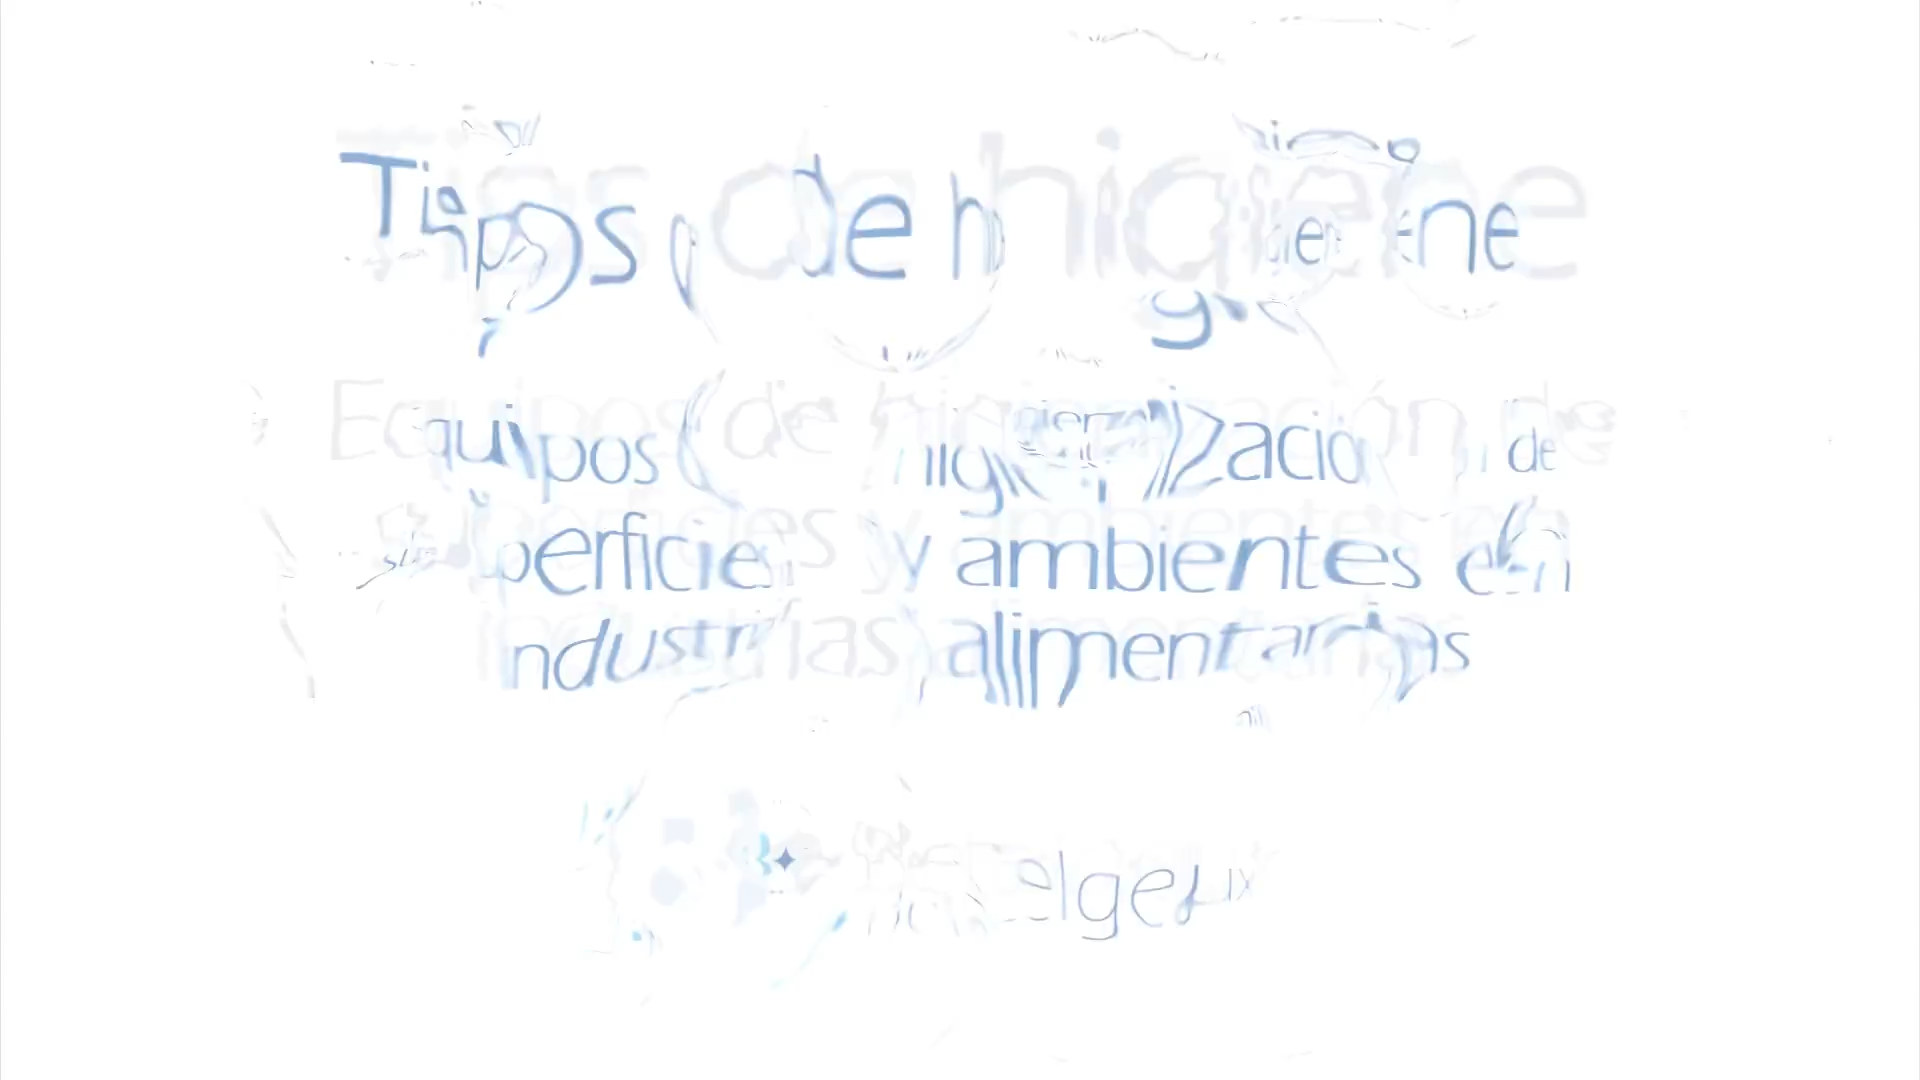 Tipos de higiene
Equipos de higienización de
superficies y ambientes en
industrias alimentarias